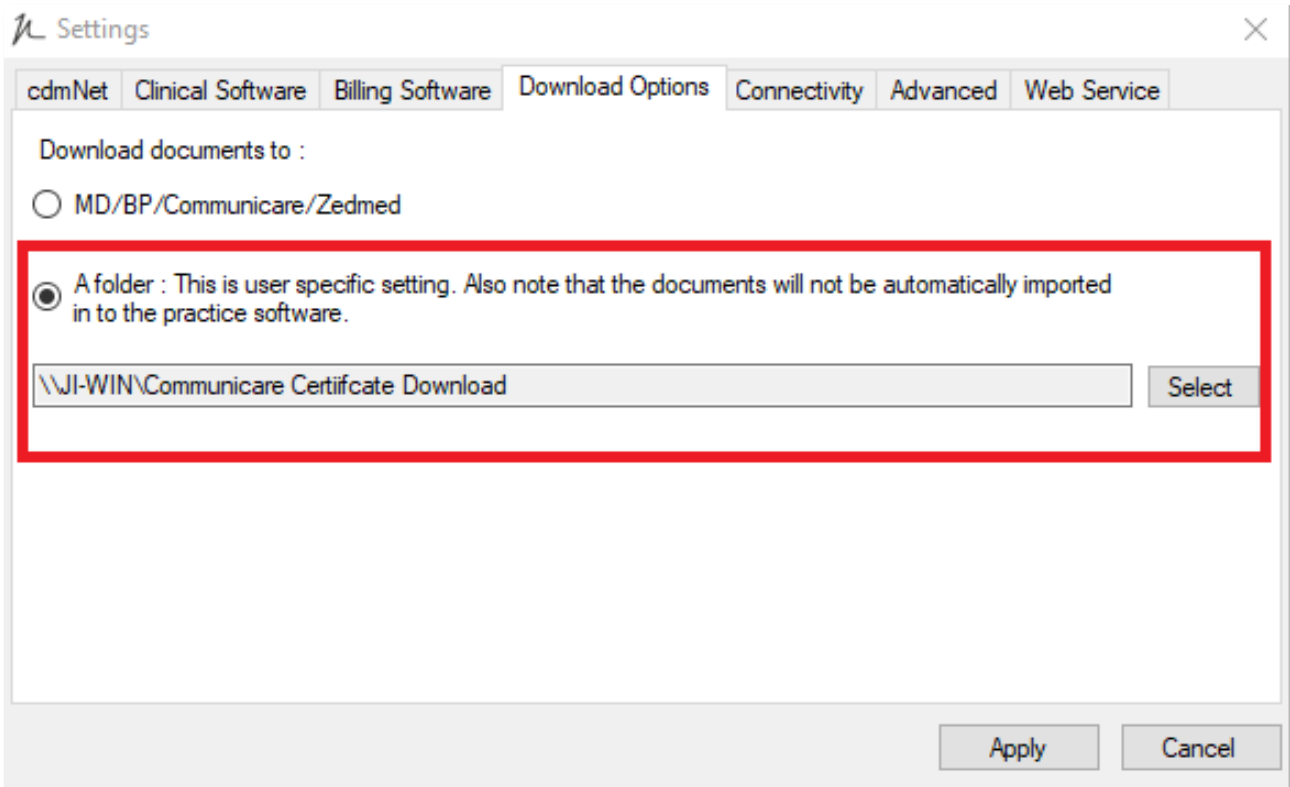 Settings
cdmNet Clinical Software Billing Software Download Options Connectivity Advanced Web Service
Download documents to :
MD/BP/Communicare/Zedmed
A folder : This is user specific setting. Also note that the documents will not be automatically imported
in to the practice software.
\\JI-WIN\Communicare Certiifcate Download
Select
Apply Cancel